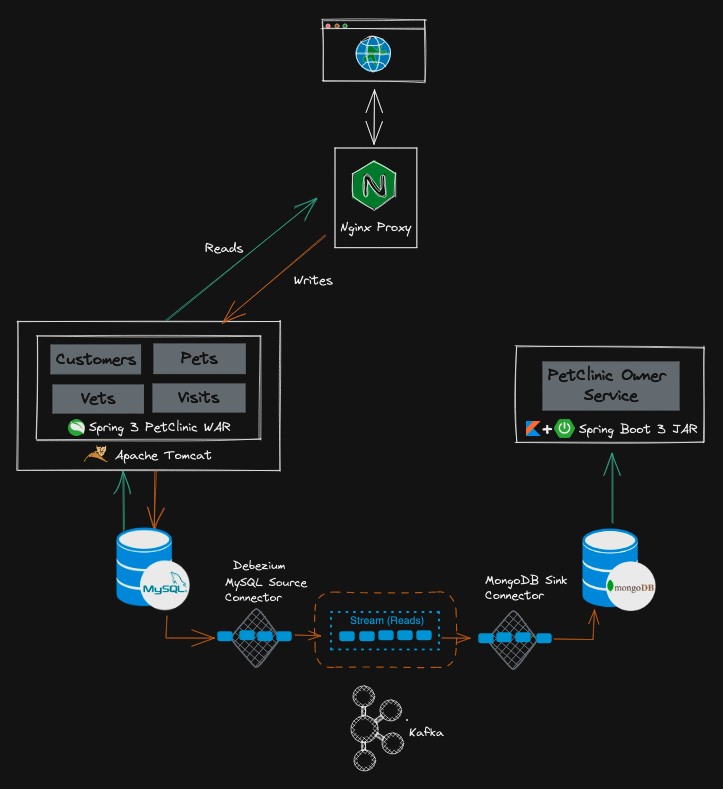 N
Nginx Proxy
Reads
Writes
Customers
Pets
Vets
Visits
Spring 3 PetClinic WAR
Apache Tomcat
PetClinic Owner
Service
+
Spring Boot 3 JAR
MySQL
Debezium
MySQL Source
Connector
Stream (Reads)
MongoDB Sink
Connector
mongoDB
Kafka